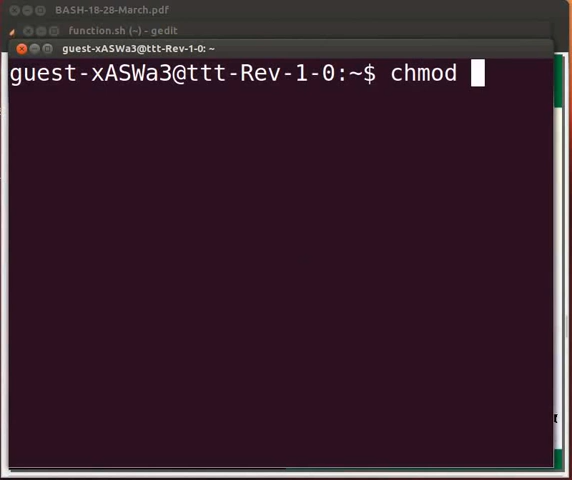 BASH-18-28-March.pdf
function.sh (~) - gedit
guest-xASWa3@ttt-Rev-1-0: ~
guest-xASWa3@ttt-Rev-1-0:~$ chmod